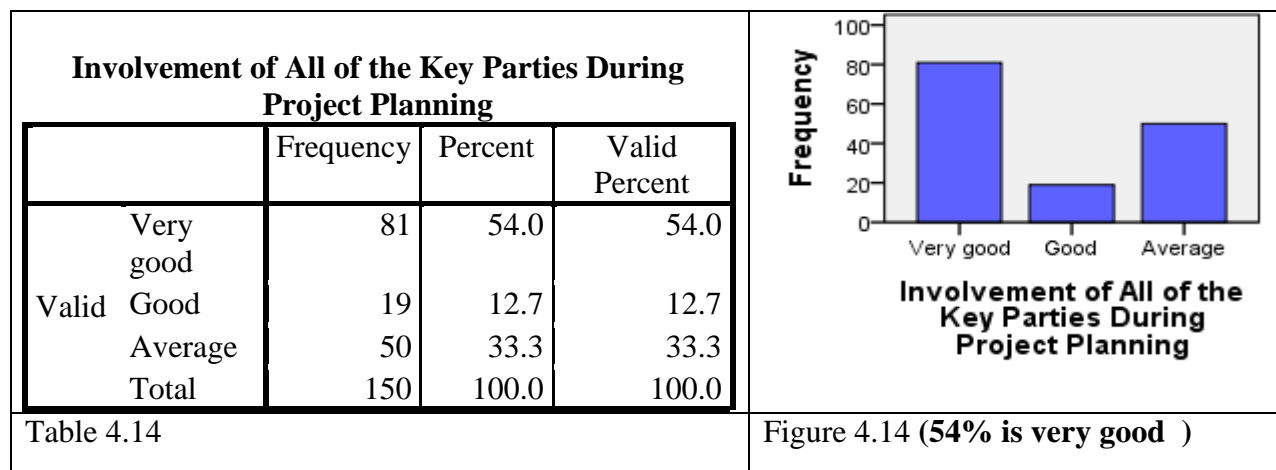 Involvement of All of the Key Parties During
Project Planning
Frequency Percent Valid
Percent
Valid
Very
good 81 54.0 54.0
Good 19 12.7 12.7
Average 50 33.3 33.3
Total 150 100.0 100.0
Table 4.14
Frequency
100
80
60
40
20
0
Very good Good Average
Involvement of All of the
Key Parties During
Project Planning
Figure 4.14 (54% is very good )